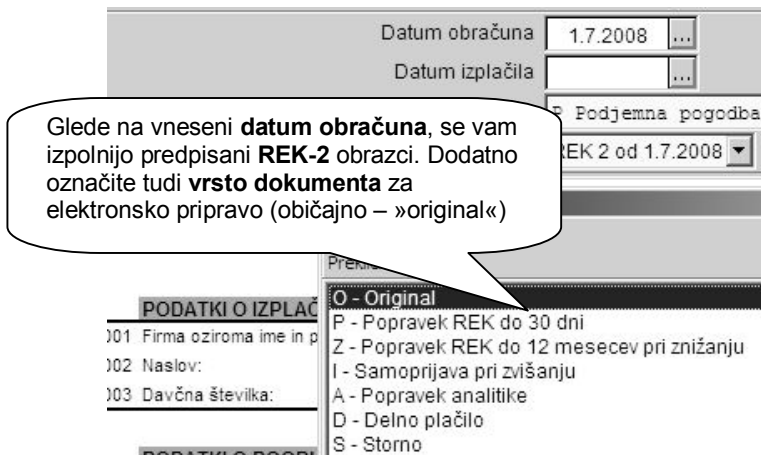 Datum obračuna 1.7.2008 ...
Datum izplačila ...
P Podjemna pogodba
REK 2 od 1.7.2008
Glede na vneseni datum obračuna, se vam
izpolnijo predpisani REK-2 obrazci. Dodatno
označite tudi vrsto dokumenta za
elektronsko pripravo (običajno – »original«)
O - Original
P - Popravek REK do 30 dni
Z - Popravek REK do 12 mesecev pri znižanju
I - Samoprijava pri zvišanju
A - Popravek analitike
D - Delno plačilo
S - Storno
PODATKI O IZPLAČ
001 Firma oziroma ime in p
002 Naslov:
003 Davčna številka: